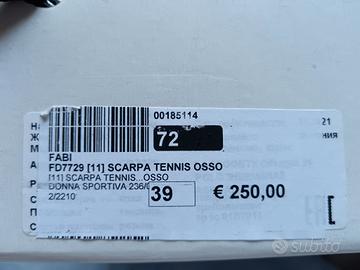 00185114
72
FABI
FD7729 [11] SCARPA TENNIS OSSO
[11] SCARPA TENNIS...OSSO
DONNA SPORTIVA 236/
2/2210
39
€ 250,00
subito